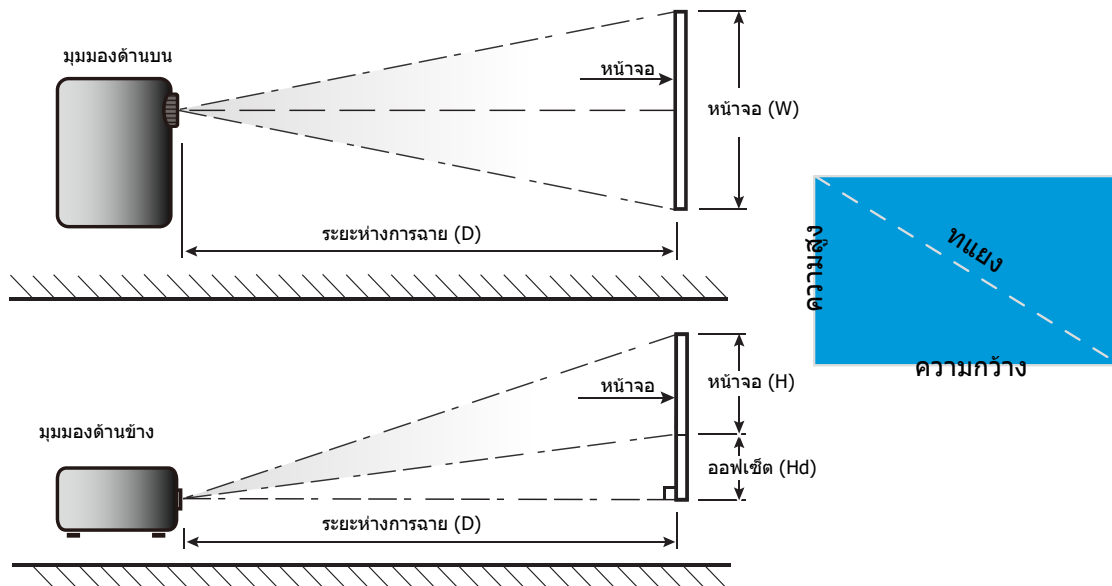 มุมมองด้านบน
หน้าจอ
หน้าจอ (W)
ระยะห่างการฉาย (D)
ความสูง
ทแยง
ความกว้าง
มุมมองด้านข้าง
หน้าจอ
หน้าจอ (H)
ออฟเซ็ต (Hd)
ระยะห่างการฉาย (D)